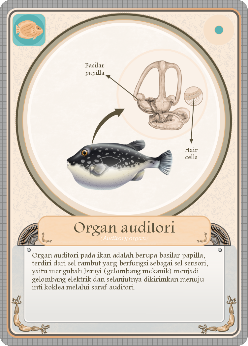 Basilar
papilla
Hair
cells
Organ auditori
Organ auditori pada ikan adalah berupa basilar papilla,
terdiri dari sel rambut yang berfungsi sebagai sel sensori,
yaitu mengubah energi (gelombang mekanik) menjadi
gelombang elektrik dan selanjutnya dikirimkan menuju
inti koklea melalui saraf auditori.